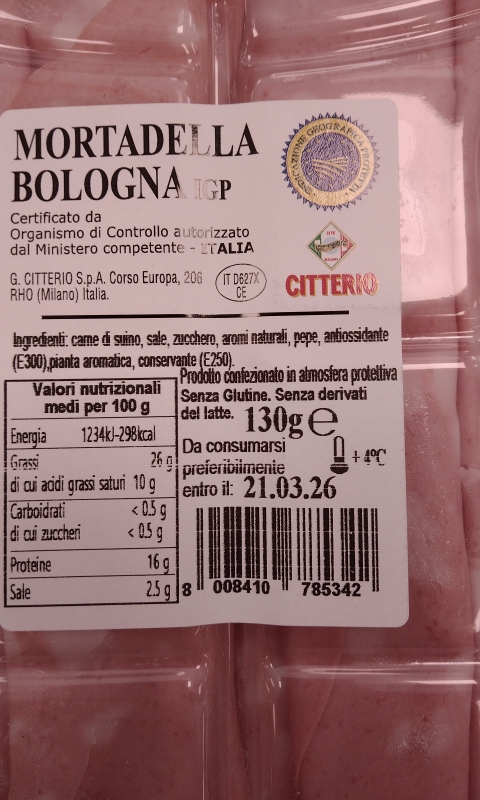 MORTADELLA
BOLOGNA IGP
INDICAZIONE GEOGRAFICA PROTETTA
Certificato da
Organismo di Controllo autorizzato
dal Ministero competente - ITALIA
G. CITTERIO S.p.A. Corso Europa, 206
RHO (Milano) Italia.
IT D627X
CE
CITTERIO
Ingredienti: carne di suino, sale, zucchero, aromi naturali, pepe, antiossidante
(E300),pianta aromatica, conservante (E250).
Prodotto confezionato in atmosfera protettiva
Senza Glutine. Senza derivati
del latte.
130g e
Da consumarsi
preferibilmente
entro il: 21.03.26
+4°C
Valori nutrizionali
medi per 100 g
Energia 1234kJ-298kcal
Grassi 26 g
di cui acidi grassi saturi 10 g
Carboidrati < 0.5 g
di cui zuccheri < 0.5 g
Proteine 16 g
Sale 2.5 g
8 008410 785342